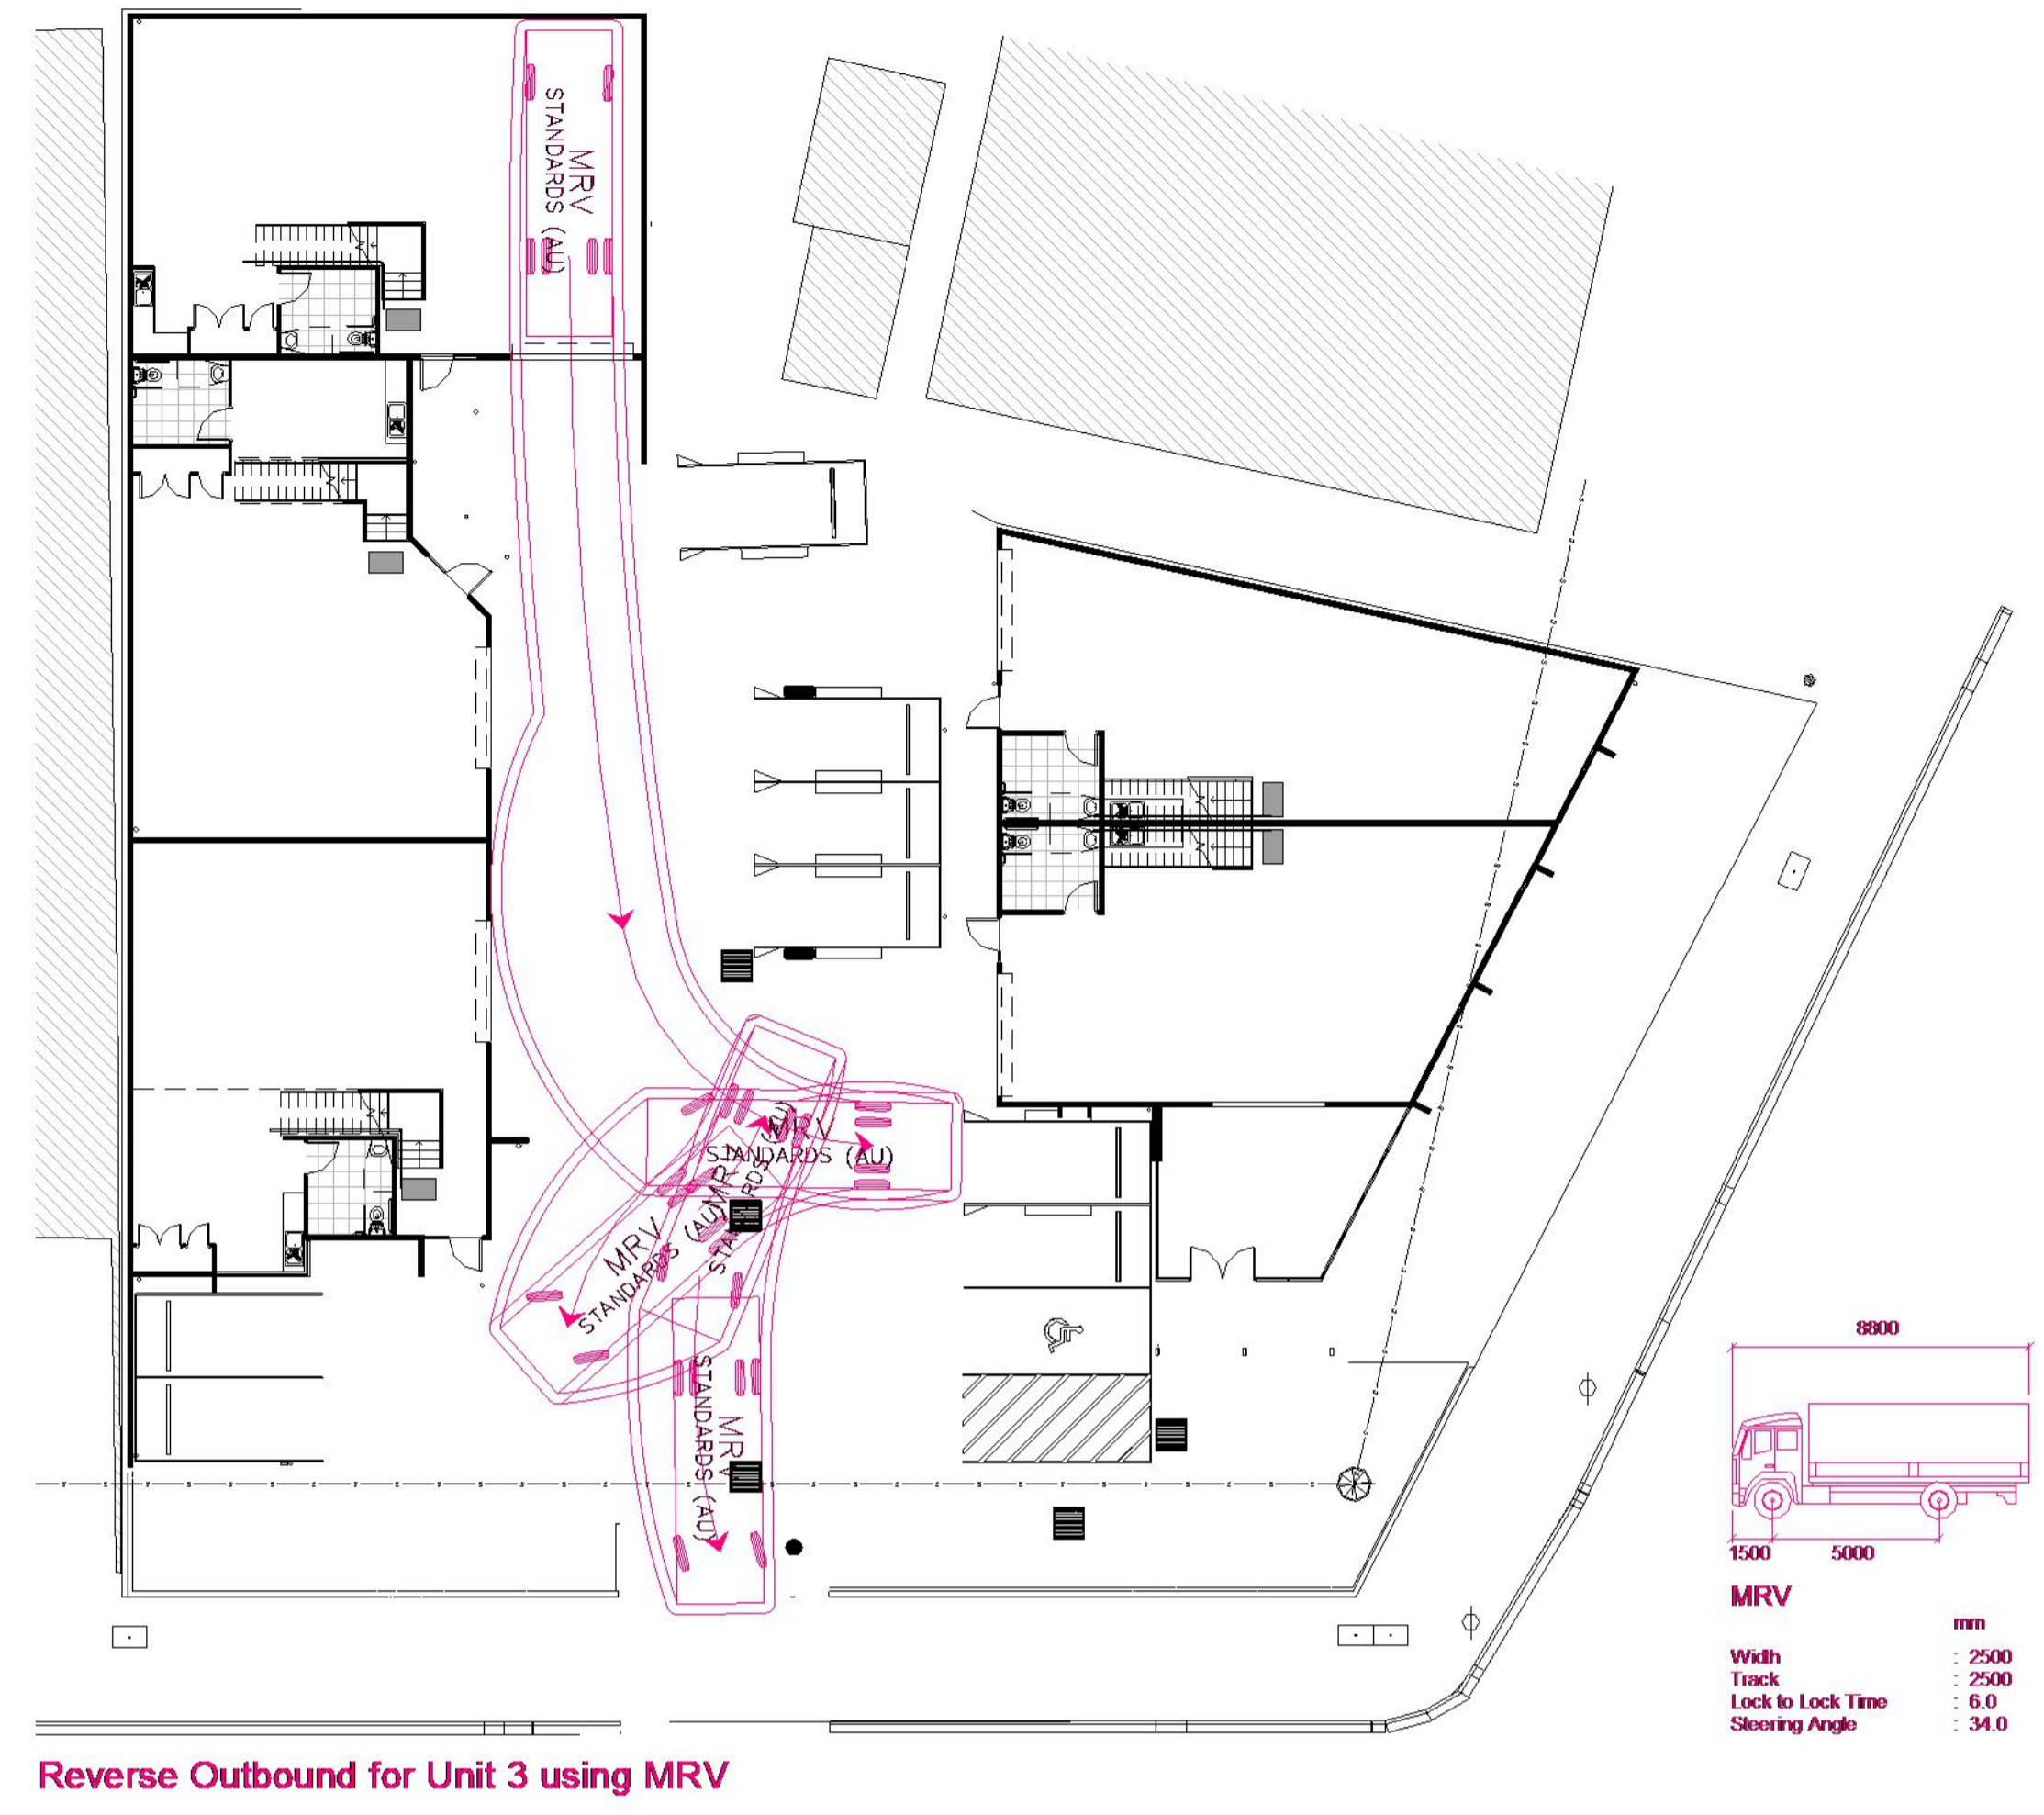 MRV
STANDARDS (AU)
MRV
STANDARDS (AU)
MRV
STANDARDS (AU)
MRV
MRV
STANDARDS (AU)
8800
1500 5000
MRV
mm
Width : 2500
Track : 2500
Lock to Lock Time : 6.0
Steering Angle : 34.0
Reverse Outbound for Unit 3 using MRV